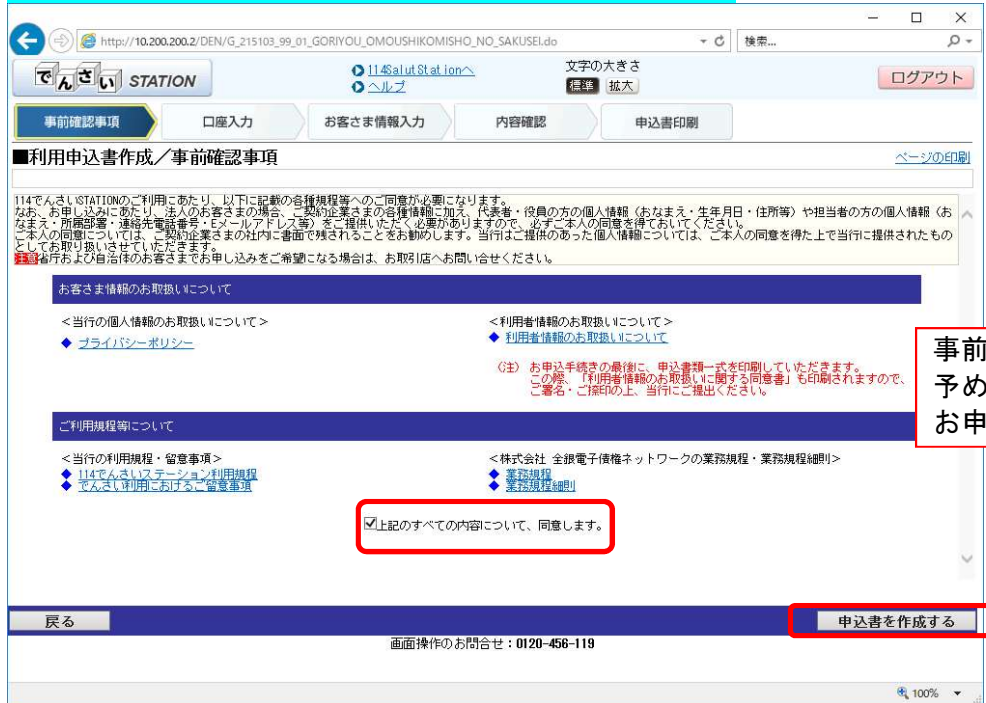 http://10.200.200.2/DEN/G_215103_99_01_GORIYOU_OMOUSHIKOMISHO_NO_SAKUSEI.do
検索...
でんさい STATION
114SalutStationへ
ヘルプ
文字の大きさ
標準 拡大
ログアウト
事前確認事項 口座入力 お客さま情報入力 内容確認 申込書印刷
■利用申込書作成／事前確認事項
ページの印刷
114でんさいSTATIONのご利用にあたり、以下に記載の各種規程等へのご同意が必要になります。
なお、お申し込みにあたり、法人のお客さまの場合、ご契約企業さまの各種情報に加え、代表者・役員の方の個人情報（おなまえ・生年月日・住所等）や担当者の方の個人情報（お
なまえ・所属部署・連絡先電話番号・Eメールアドレス等）をご提供いただく必要がありますので、必ずご本人の同意を得ておいてください。
ご本人の同意については、ご契約企業さまの社内に書面で残されることをお勧めします。当行はご提供のあった個人情報については、ご本人の同意を得た上で当行に提供されたもの
としてお取り扱いさせていただきます。
注意省庁および自治体のお客さまでお申し込みをご希望になる場合は、お取引店へお問い合せください。
お客さま情報のお取扱いについて
＜当行の個人情報のお取扱いについて＞
◆ プライバシーポリシー
＜利用者情報のお取扱いについて＞
◆ 利用者情報のお取扱いについて
（注） お申込手続きの最後に、申込書類一式を印刷していただきます。
この際、「利用者情報のお取扱いに関する同意書」も印刷されますので、
ご署名・ご捺印の上、当行にご提出ください。
事前
予め
お申
ご利用規程等について
＜当行の利用規程・留意事項＞
◆ 114でんさいステーション利用規程
◆ でんさい利用におけるご留意事項
＜株式会社 全銀電子債権ネットワークの業務規程・業務規程細則＞
◆ 業務規程
◆ 業務規程細則
上記のすべての内容について、同意します。
戻る
申込書を作成する
画面操作のお問合せ：0120-456-119
100%